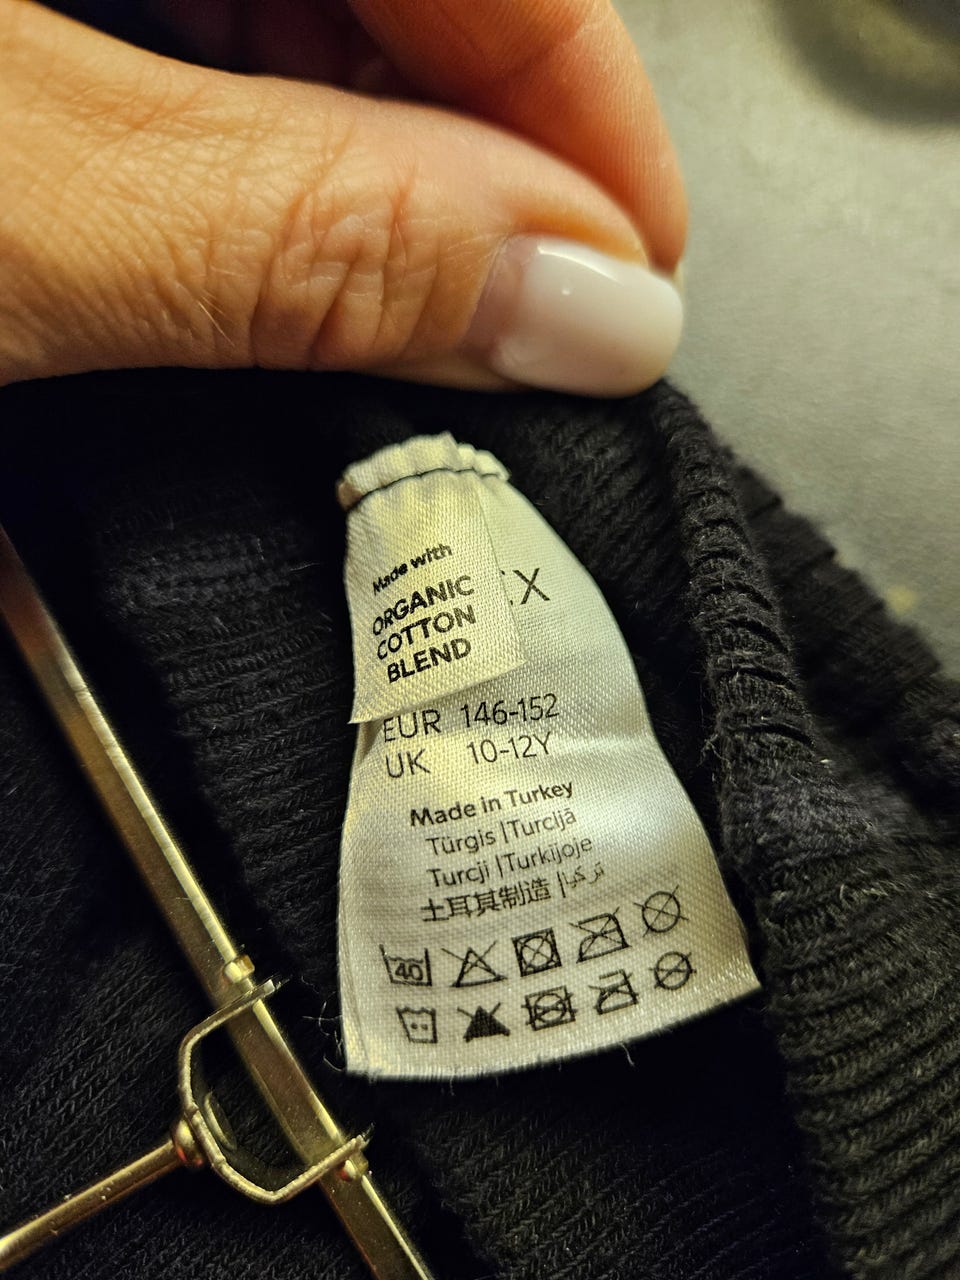 Made with
ORGANIC
COTTON
BLEND
X
EUR 146-152
UK 10-12Y
Made in Turkey
Türgis |Turcijā
Turcji |Turkijoje
土耳其制造 |تركيا
40